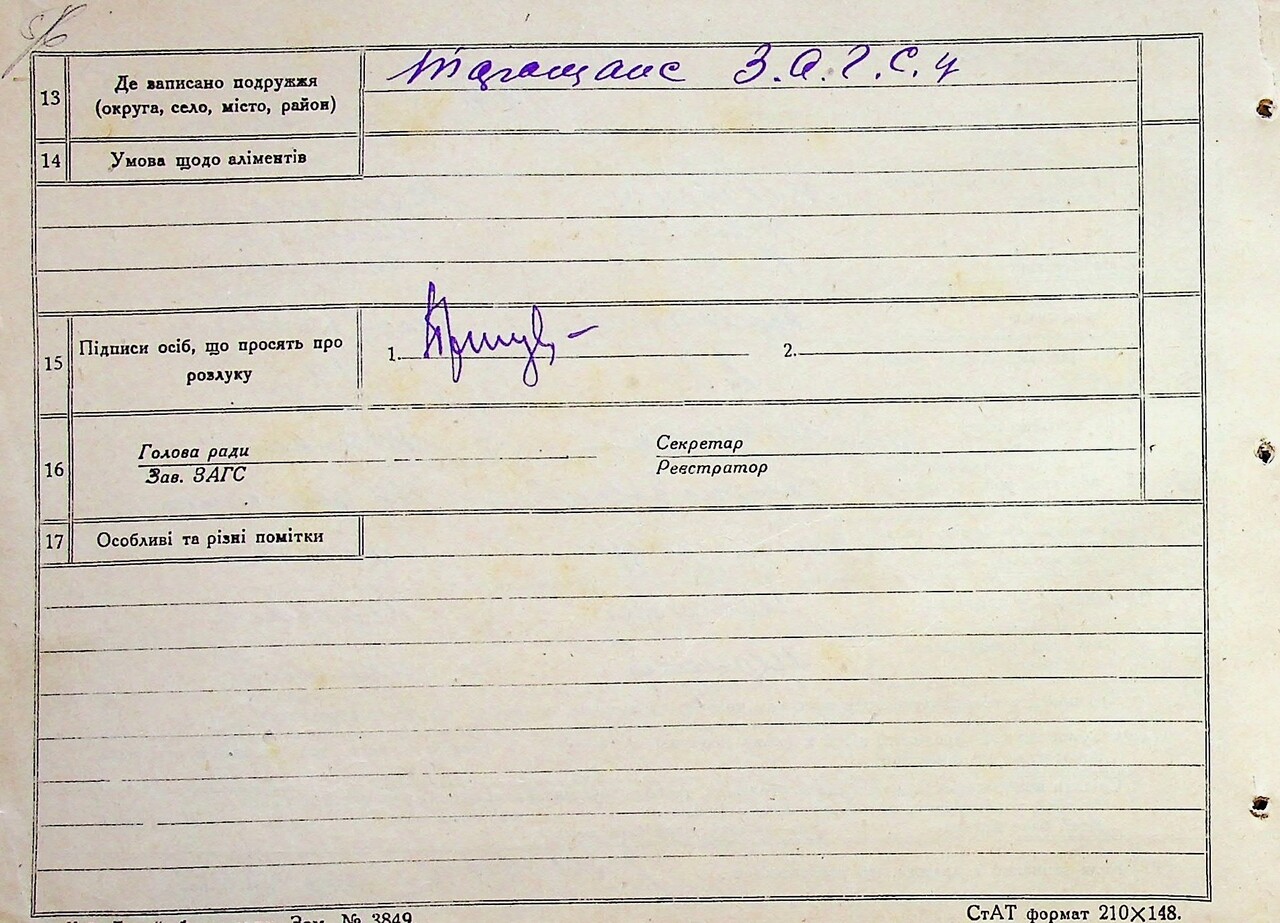 б/б
13 Де записано подружжя (округа, село, місто, район) З.А.Г.С.у
14 Умова щодо аліментів
15 Підписи осіб, що просять про розлуку 1. 2.
16 Голова ради Секретар
Зав. ЗАГС Реєстратор
17 Особливі та різні помітки
Зам. № 3849 СтАТ формат 210×148.